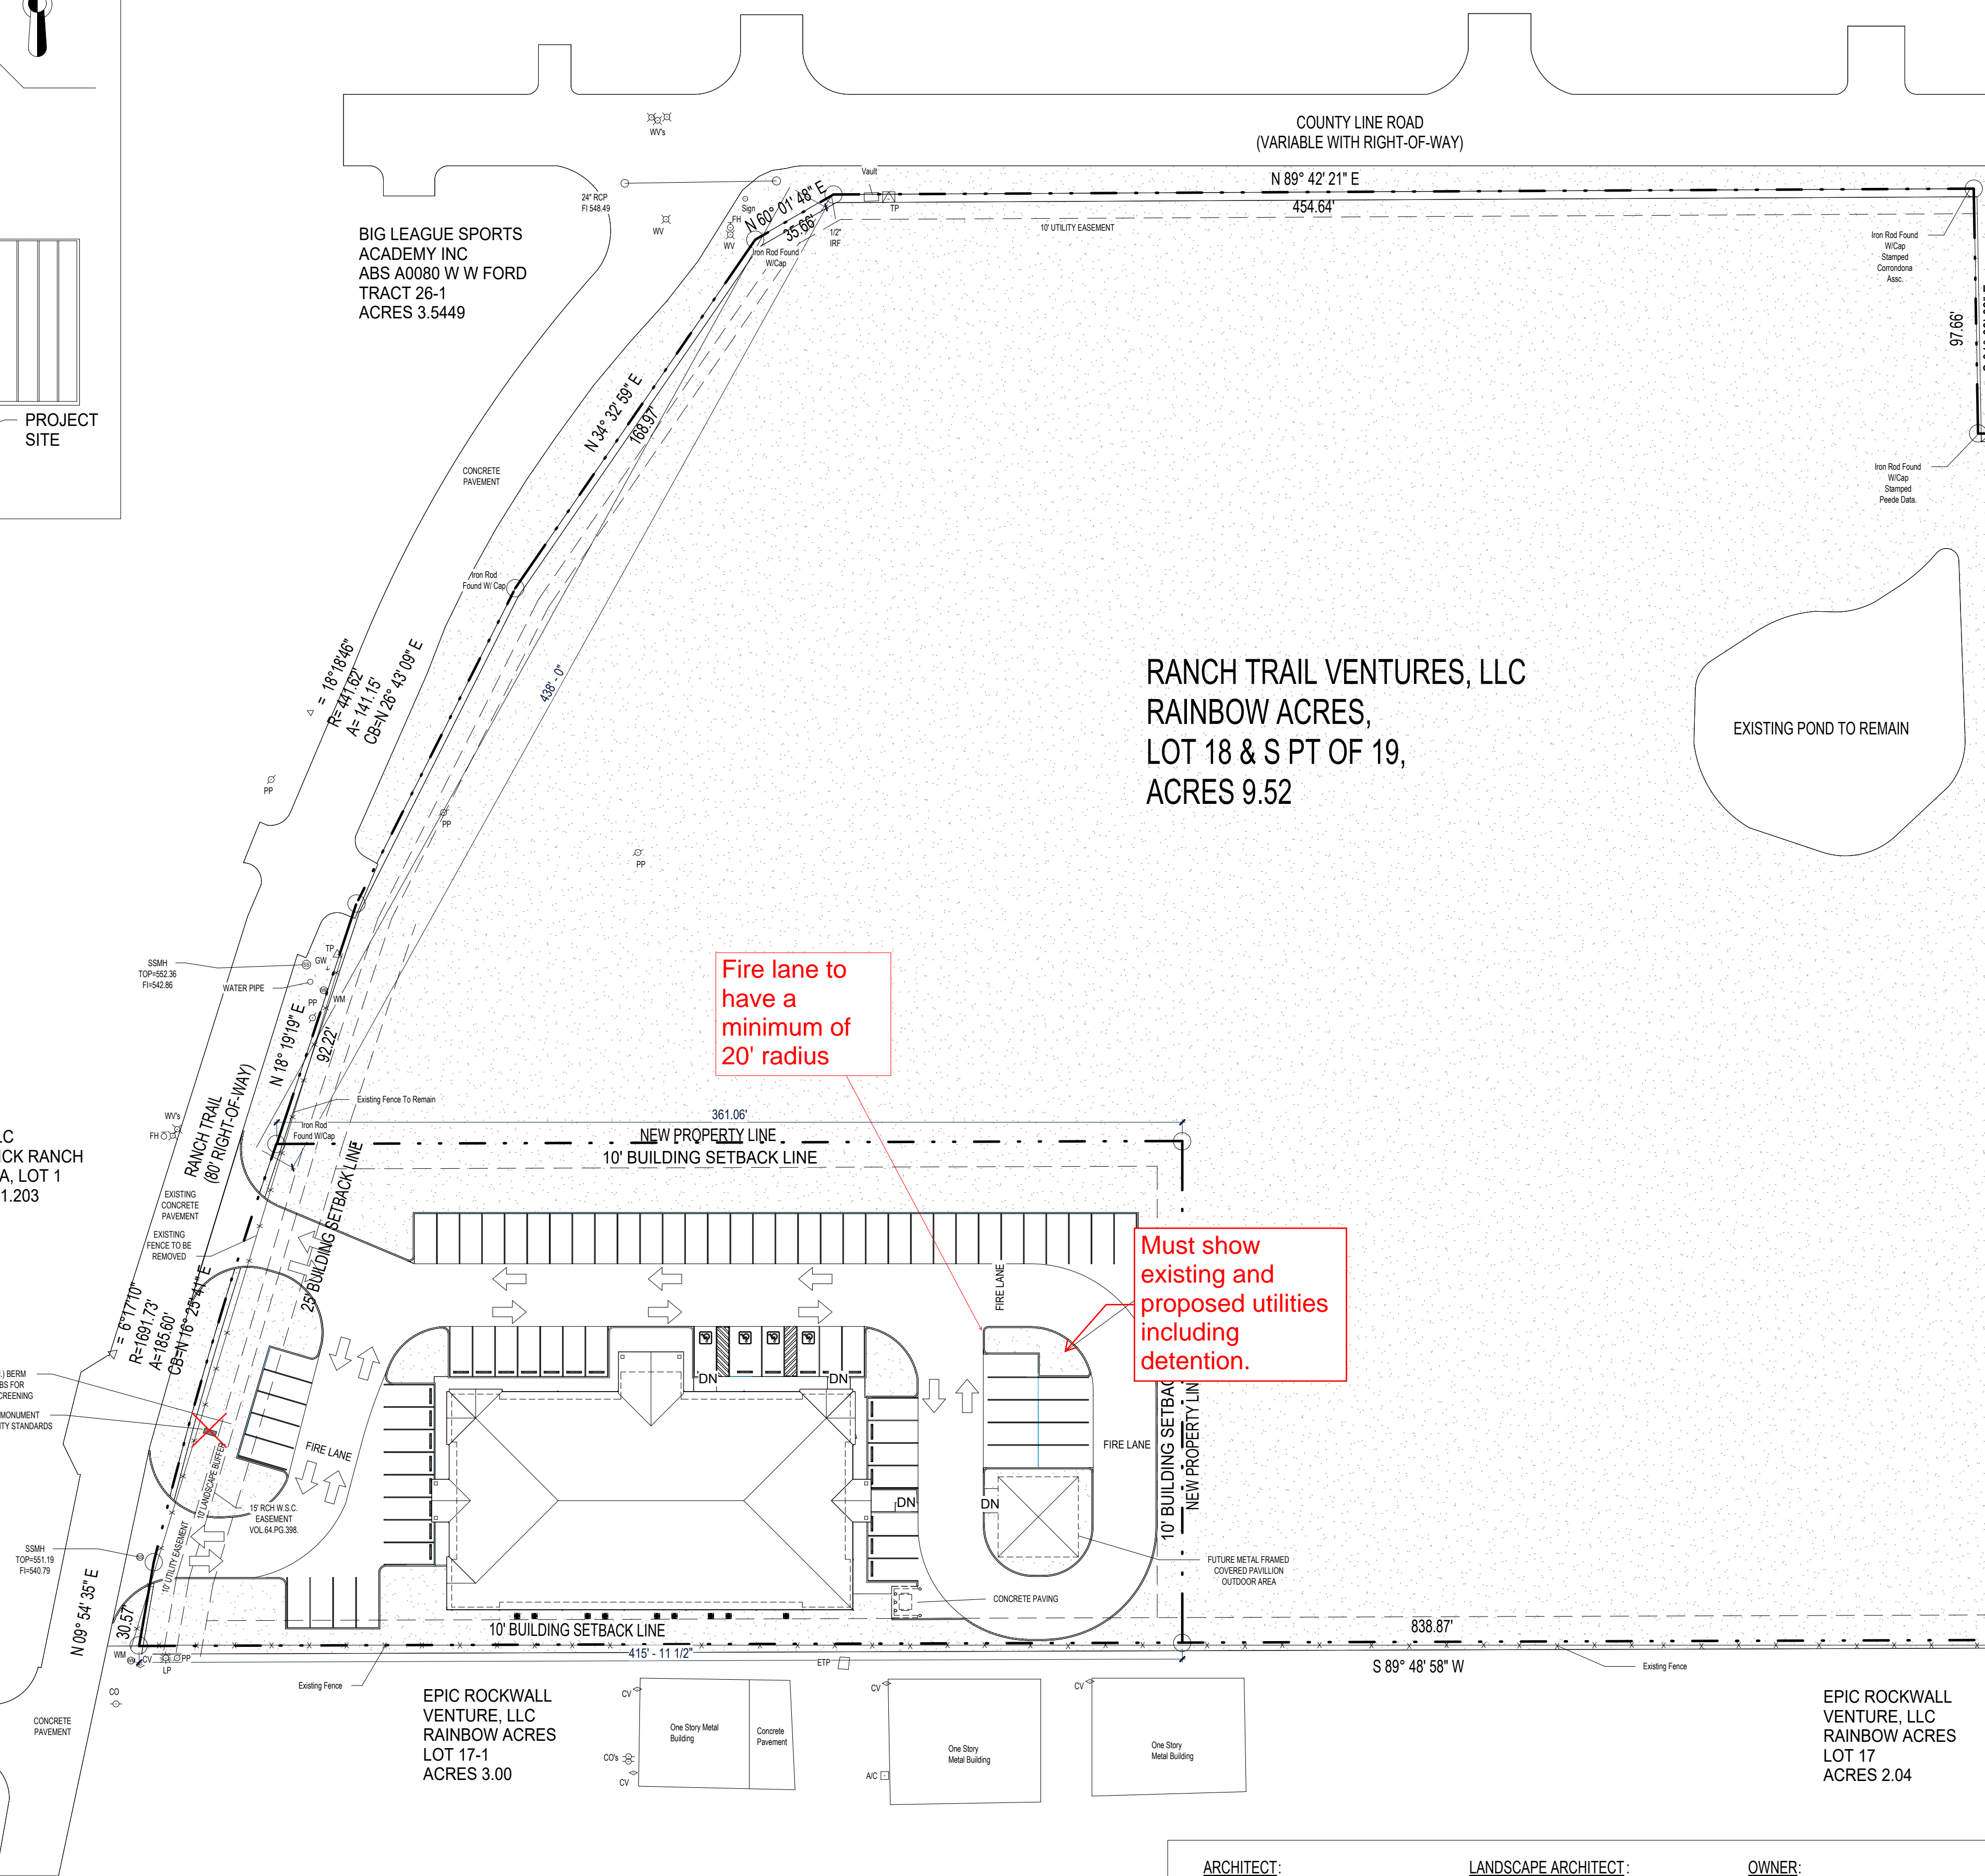 COUNTY LINE ROAD
(VARIABLE WITH RIGHT-OF-WAY)
WV's
Vault
N 89° 42' 21" E
454.64'
24" RCP
FI 548.49
Sign
FH
WV
WV
N 60° 01' 48" E
35.66'
TP
1/2"
IRF
10' UTILITY EASEMENT
Iron Rod Found
W/Cap
Iron Rod Found
W/Cap
Stamped
Corrondona
Assc.
BIG LEAGUE SPORTS
ACADEMY INC
ABS A0080 W W FORD
TRACT 26-1
ACRES 3.5449
97.66'
PROJECT
SITE
N 34° 32' 59" E
168.97'
CONCRETE
PAVEMENT
Iron Rod Found
W/Cap
Stamped
Peede Data.
Iron Rod
Found W/ Cap
= 18°18'46"
R= 441.62'
A= 141.15'
CB=N 26° 43' 09" E
438' - 0"
RANCH TRAIL VENTURES, LLC
RAINBOW ACRES,
LOT 18 & S PT OF 19,
ACRES 9.52
EXISTING POND TO REMAIN
PP
PP
PP
SSMH
TOP=552.36
FI=542.86
TP
GW
WATER PIPE
WM
PP
Fire lane to
have a
minimum of
20' radius
N 18° 19'19" E
92.22'
Existing Fence To Remain
WV's
FH
RANCH TRAIL
(80' RIGHT-OF-WAY)
Iron Rod
Found W/Cap
361.06'
NEW PROPERTY LINE
10' BUILDING SETBACK LINE
LC
ICK RANCH
A, LOT 1
1.203
EXISTING
CONCRETE
PAVEMENT
EXISTING
FENCE TO BE
REMOVED
25' BUILDING SETBACK LINE
= 6°17'10"
R=1691.73'
A=185.60'
CB=N 16° 25' 41" E
FIRE LANE
Must show
existing and
proposed utilities
including
detention.
DN
DN
.) BERM
BS FOR
CREENING
MONUMENT
ITY STANDARDS
FIRE LANE
10' LANDSCAPE BUFFER
FIRE LANE
10' BUILDING SETBAC
NEW PROPERTY LIN
DN
DN
15' RCH W.S.C.
EASEMENT
VOL.64.PG.398.
SSMH
TOP=551.19
FI=540.79
10' UTILITY EASEMENT
FUTURE METAL FRAMED
COVERED PAVILLION
OUTDOOR AREA
CONCRETE PAVING
N 09° 54' 35" E
30.57'
10' BUILDING SETBACK LINE
838.87'
S 89° 48' 58" W
415' - 11 1/2"
WM
CV
LP
PP
ETP
Existing Fence
Existing Fence
CO
CONCRETE
PAVEMENT
EPIC ROCKWALL
VENTURE, LLC
RAINBOW ACRES
LOT 17-1
ACRES 3.00
CV
One Story Metal
Building
Concrete
Pavement
CO's
CV
CV
One Story
Metal Building
A/C
CV
One Story
Metal Building
EPIC ROCKWALL
VENTURE, LLC
RAINBOW ACRES
LOT 17
ACRES 2.04
ARCHITECT:
LANDSCAPE ARCHITECT:
OWNER: